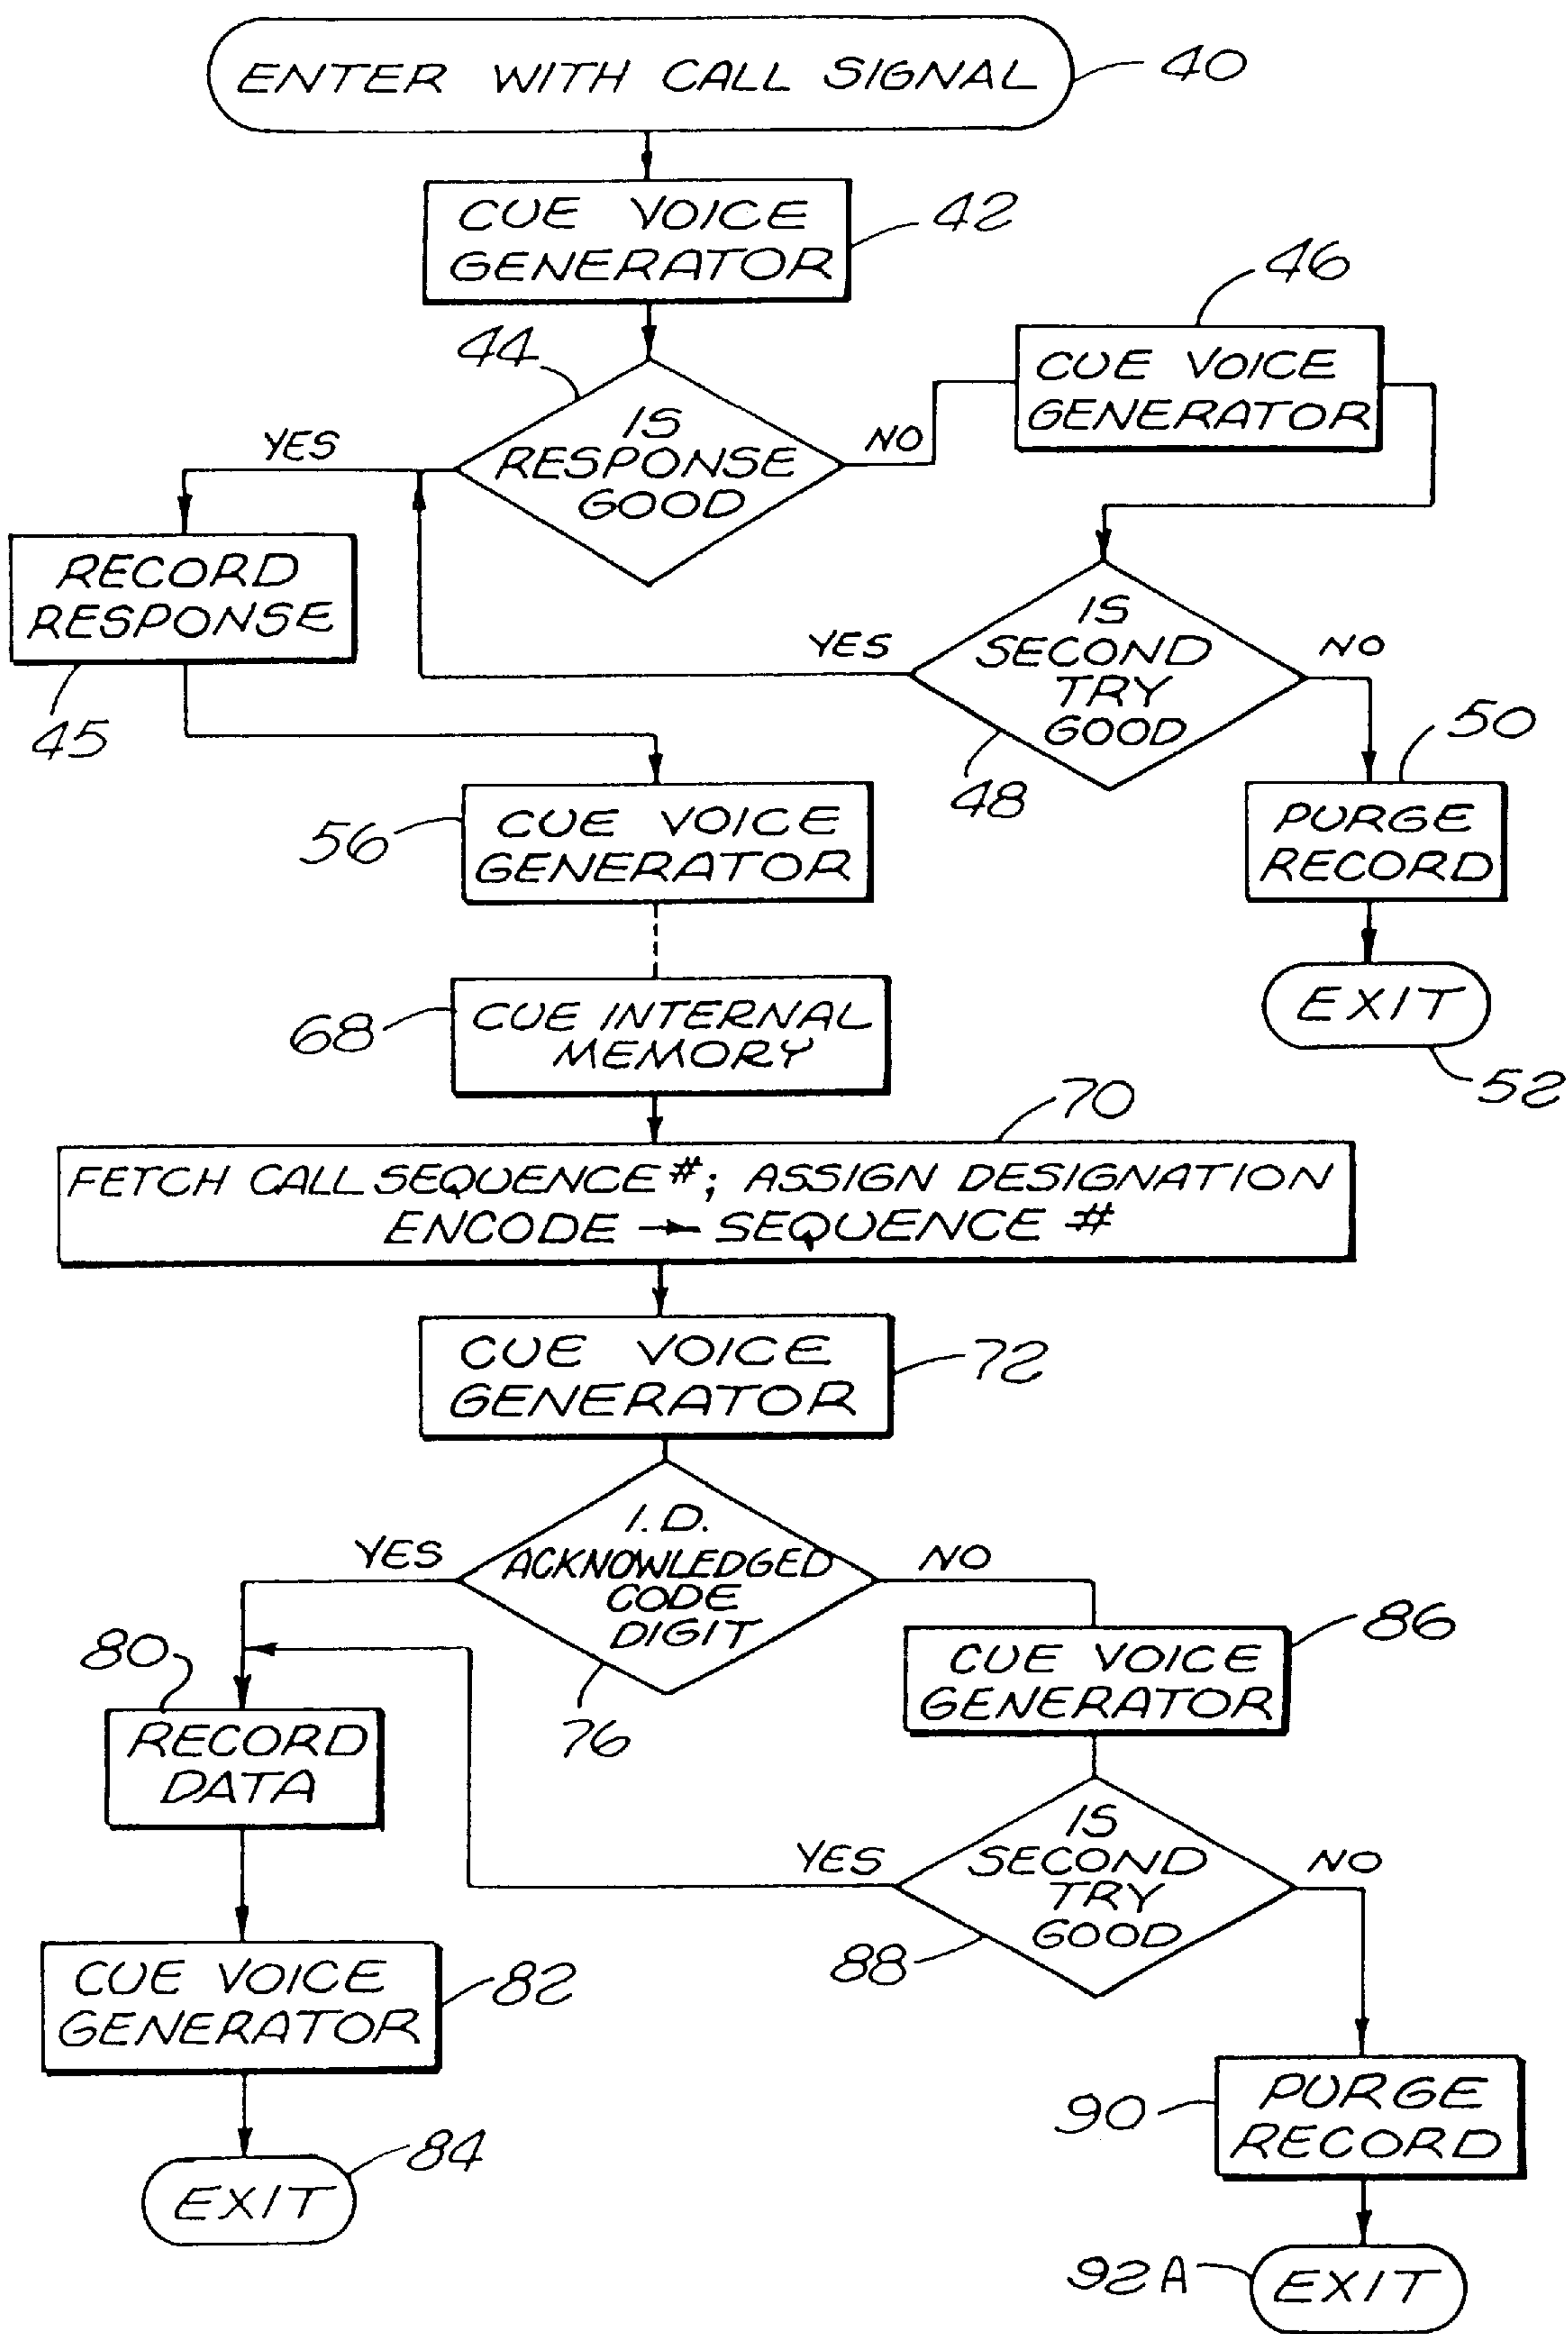 ENTER WITH CALL SIGNAL
40
CUE VOICE
GENERATOR
42
46
CUE VOICE
GENERATOR
44
IS
RESPONSE
GOOD
YES
NO
RECORD
RESPONSE
45
IS
SECOND
TRY
GOOD
YES
NO
48
50
PURGE
RECORD
EXIT
52
56
CUE VOICE
GENERATOR
68
CUE INTERNAL
MEMORY
70
FETCH CALL SEQUENCE #; ASSIGN DESIGNATION
ENCODE → SEQUENCE #
CUE VOICE
GENERATOR
72
I.D.
ACKNOWLEDGED
CODE
DIGIT
YES
NO
76
86
CUE VOICE
GENERATOR
80
RECORD
DATA
IS
SECOND
TRY
GOOD
YES
NO
88
CUE VOICE
GENERATOR
82
EXIT
84
90
PURGE
RECORD
92A
EXIT